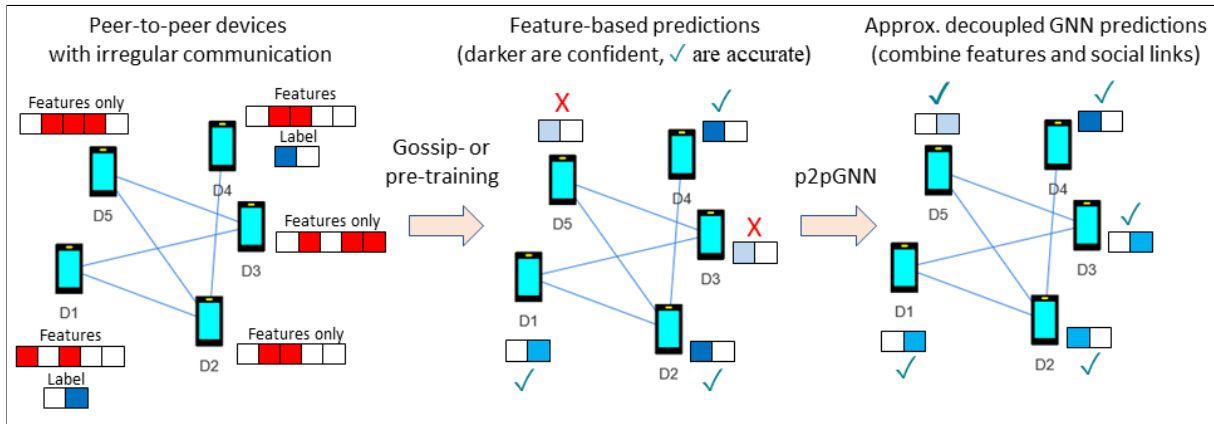 Peer-to-peer devices
with irregular communication
Features only
Features
Label
D4
D5
Features only
D3
D1
Features
D2
Features only
Label
Gossip- or
pre-training
Feature-based predictions
(darker are confident, ✓ are accurate)
X
✓
D4
D5
X
D3
D1
D2
✓
✓
p2pGNN
Approx. decoupled GNN predictions
(combine features and social links)
✓
✓
D4
D5
✓
D3
D1
D2
✓
✓